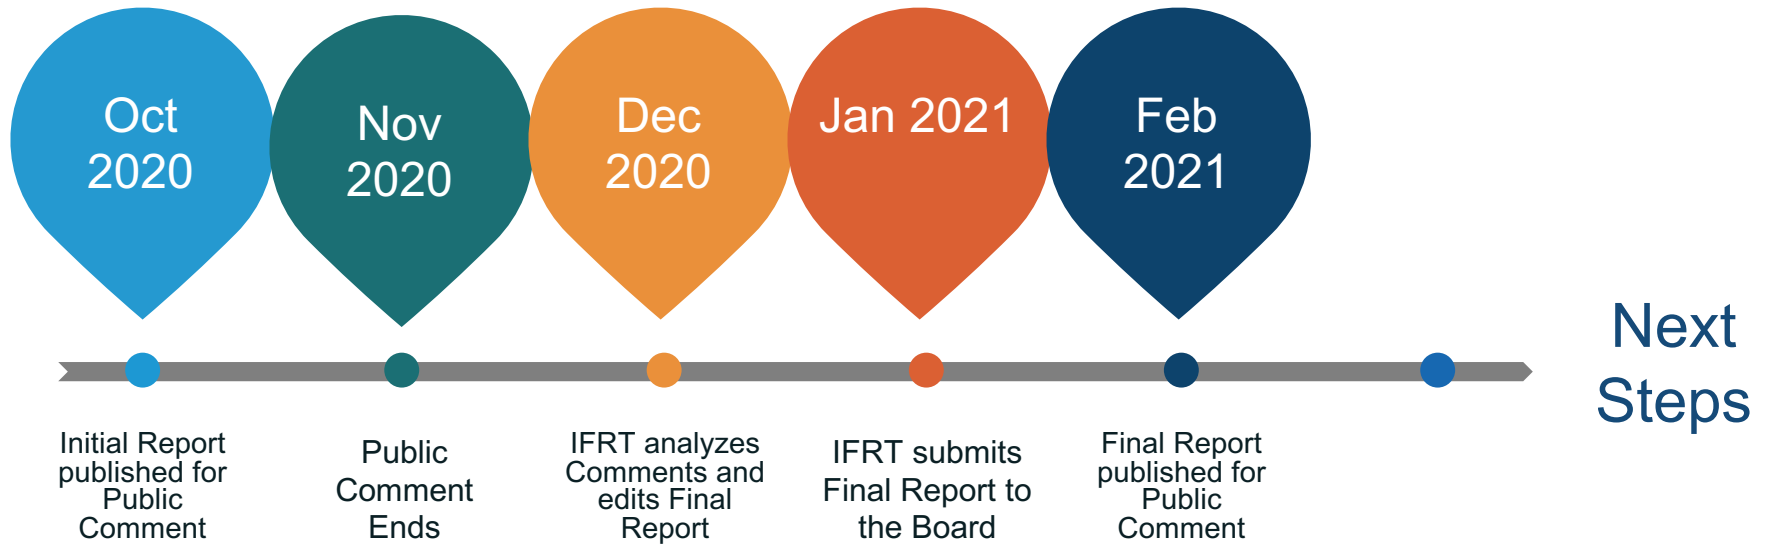 Oct
2020
Nov
2020
Dec
2020
Jan 2021
Feb
2021
Next
Steps
Initial Report
published for
Public
Comment
Public
Comment
Ends
IFRT analyzes
Comments and
edits Final
Report
IFRT submits
Final Report to
the Board
Final Report
published for
Public
Comment